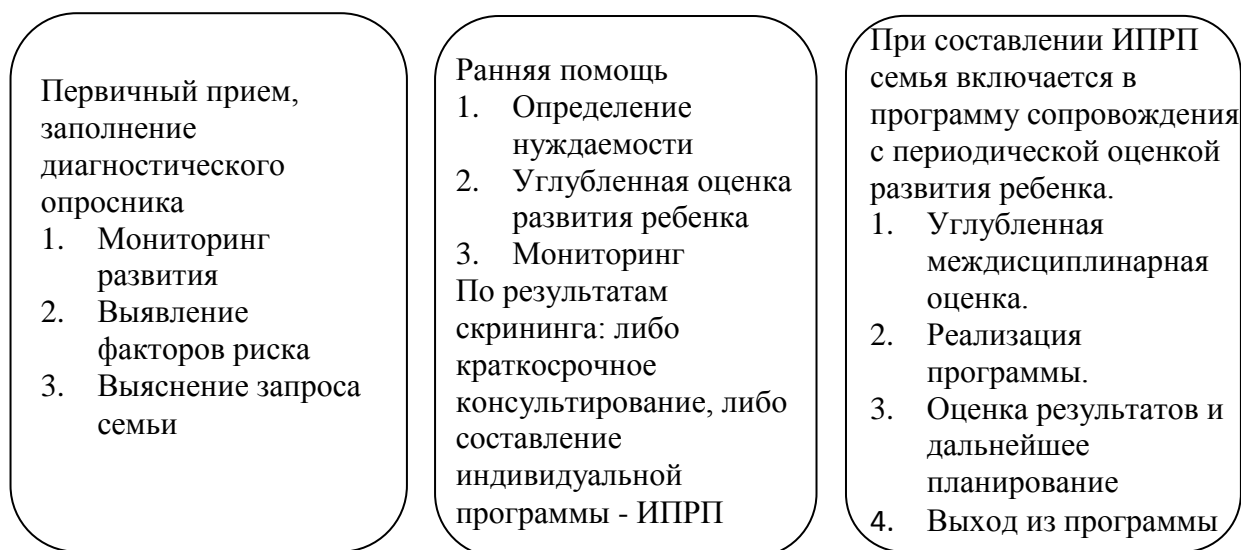 Первичный прием,
заполнение
диагностического
опросника
1. Мониторинг
развития
2. Выявление
факторов риска
3. Выяснение запроса
семьи
Ранняя помощь
1. Определение
нуждаемости
2. Углубленная оценка
развития ребенка
3. Мониторинг
По результатам
скрининга: либо
краткосрочное
консультирование, либо
составление
индивидуальной
программы - ИПРП
При составлении ИПРП
семья включается в
программу сопровождения
с периодической оценкой
развития ребенка.
1. Углубленная
междисциплинарная
оценка.
2. Реализация
программы.
3. Оценка результатов и
дальнейшее
планирование
4. Выход из программы